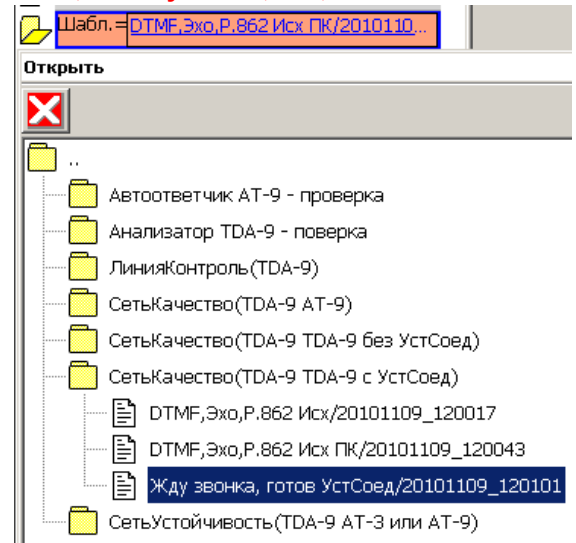 Шабл.=DTMF,Эхо,P.862 Исх ПК/2010110...
Открыть
..
Автоответчик АТ-9 - проверка
Анализатор TDA-9 - поверка
ЛинияКонтроль(TDA-9)
СетьКачество(TDA-9 АТ-9)
СетьКачество(TDA-9 TDA-9 без УстСоед)
СетьКачество(TDA-9 TDA-9 с УстСоед)
DTMF,Эхо,P.862 Исх/20101109_120017
DTMF,Эхо,P.862 Исх ПК/20101109_120043
Жду звонка, готов УстСоед/20101109_120101
СетьУстойчивость(TDA-9 АТ-3 или АТ-9)